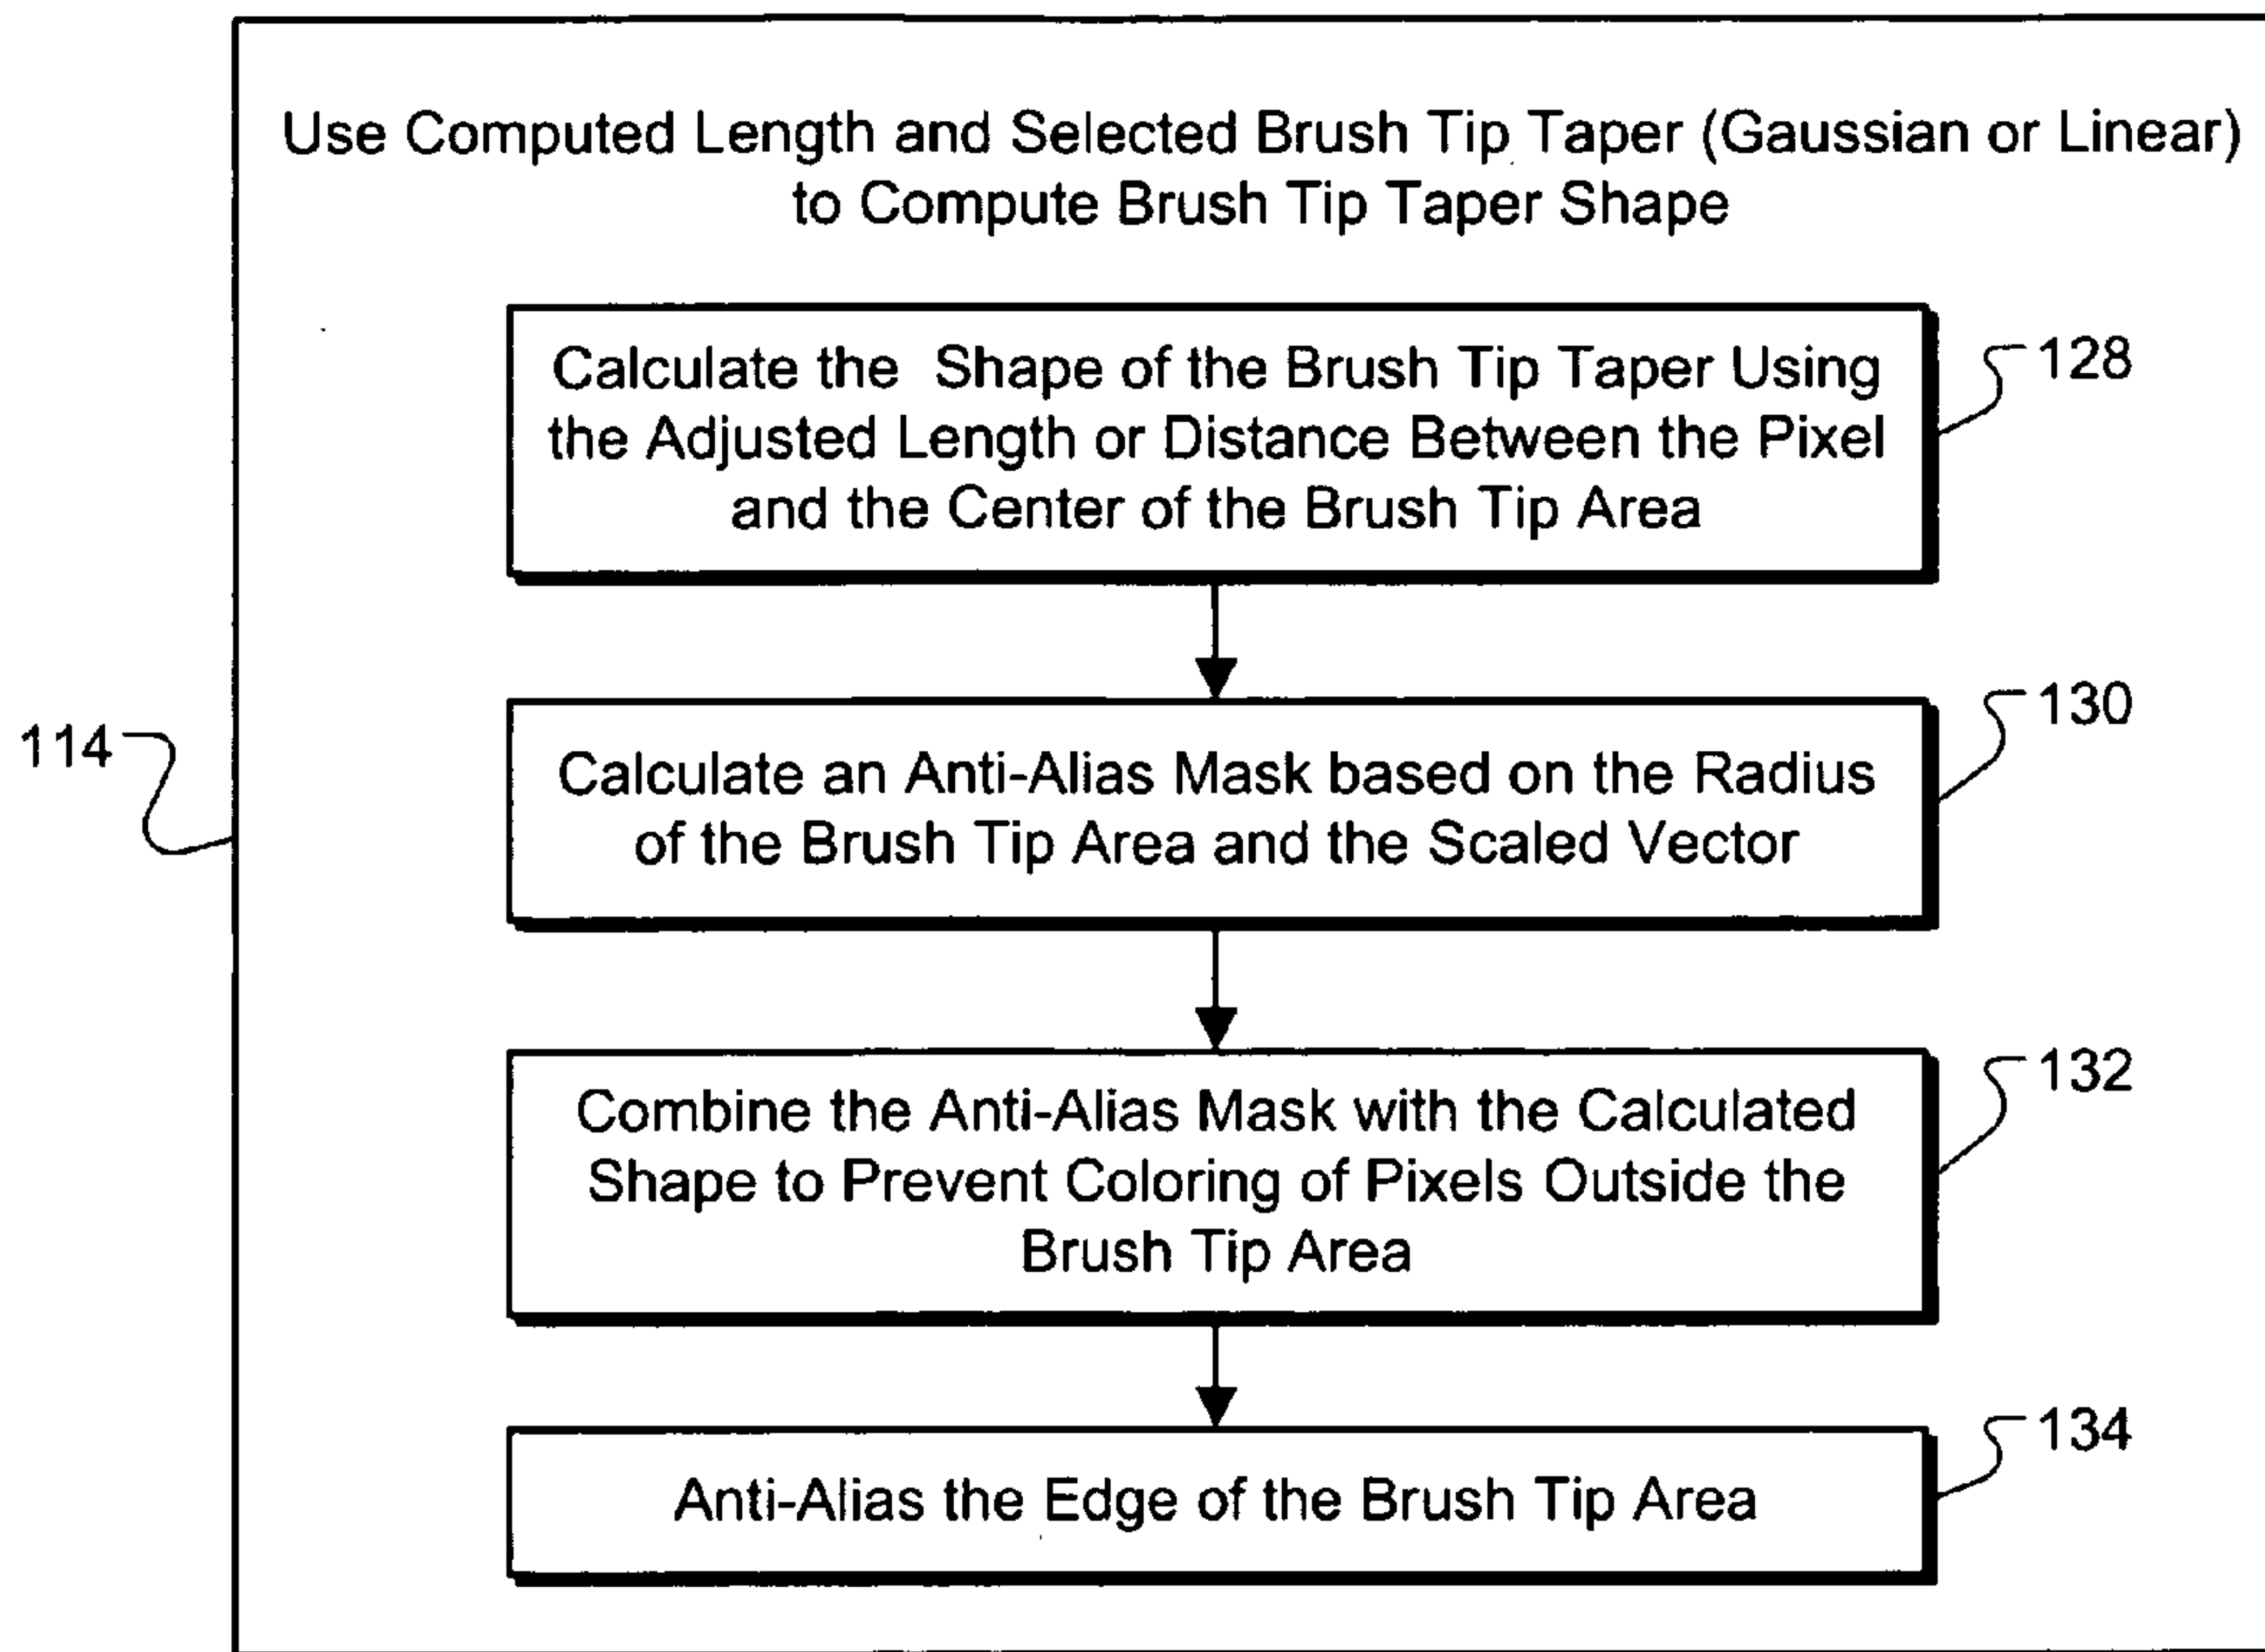 Use Computed Length and Selected Brush Tip Taper (Gaussian or Linear)
to Compute Brush Tip Taper Shape
Calculate the Shape of the Brush Tip Taper Using
the Adjusted Length or Distance Between the Pixel
and the Center of the Brush Tip Area
128
114
Calculate an Anti-Alias Mask based on the Radius
of the Brush Tip Area and the Scaled Vector
130
Combine the Anti-Alias Mask with the Calculated
Shape to Prevent Coloring of Pixels Outside the
Brush Tip Area
132
Anti-Alias the Edge of the Brush Tip Area
134